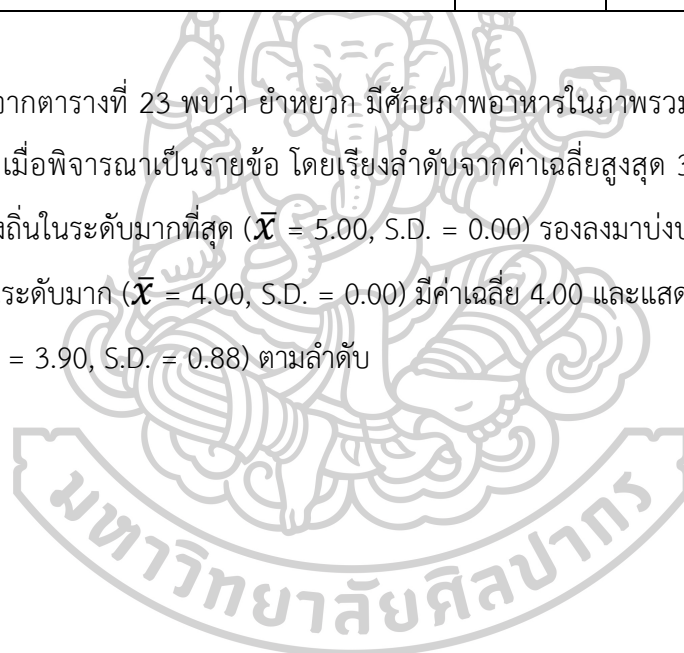 จากตารางที่ 23 พบว่า ยำหยวก มีศักยภาพอาหารในภาพรวม
เมื่อพิจารณาเป็นรายข้อ โดยเรียงลำดับจากค่าเฉลี่ยสูงสุด 3
งถิ่นในระดับมากที่สุด (x̄ = 5.00, S.D. = 0.00) รองลงมาบ่งบ
ระดับมาก (x̄ = 4.00, S.D. = 0.00) มีค่าเฉลี่ย 4.00 และแสด
= 3.90, S.D. = 0.88) ตามลำดับ
มหาวิทยาลัยศิลปากร